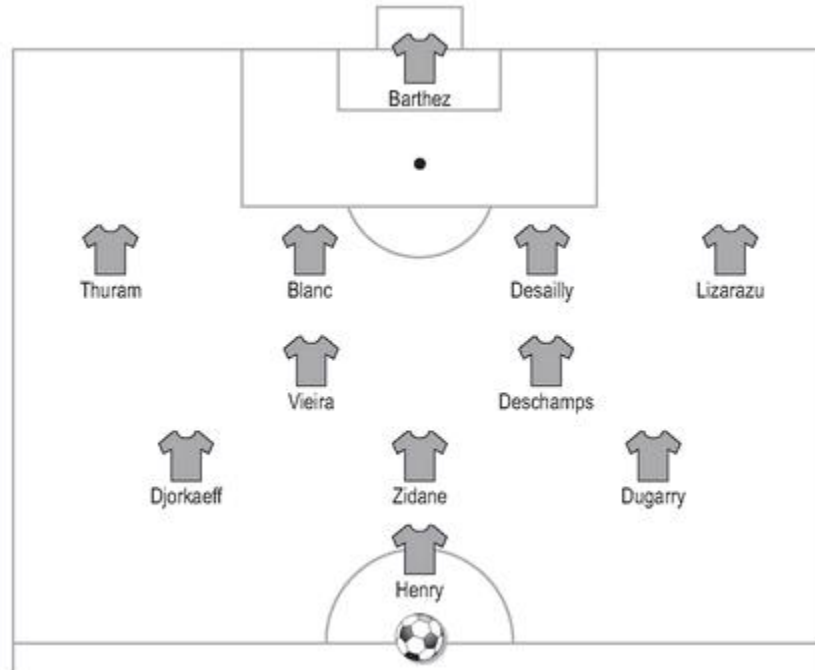 Barthez
Thuram Blanc Desailly Lizarazu
Vieira Deschamps
Djorkaeff Zidane Dugarry
Henry